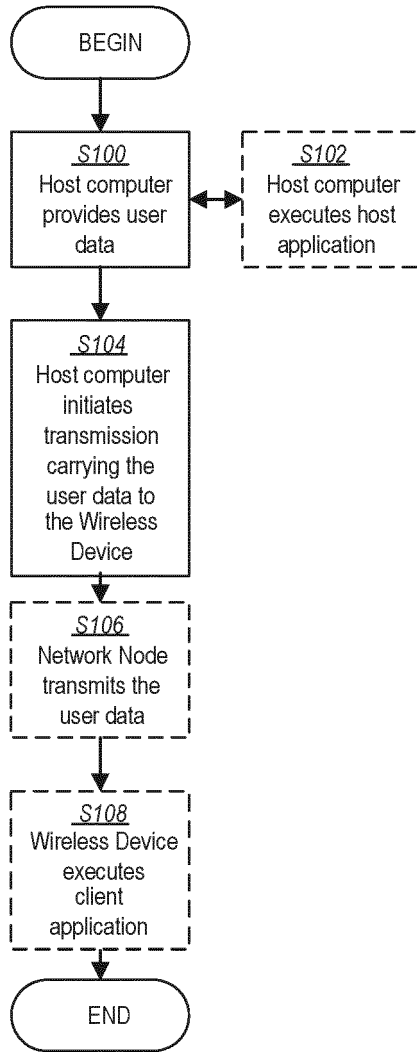 BEGIN
S100
Host computer
provides user
data
S102
Host computer
executes host
application
S104
Host computer
initiates
transmission
carrying the
user data to
the Wireless
Device
S106
Network Node
transmits the
user data
S108
Wireless Device
executes
client
application
END